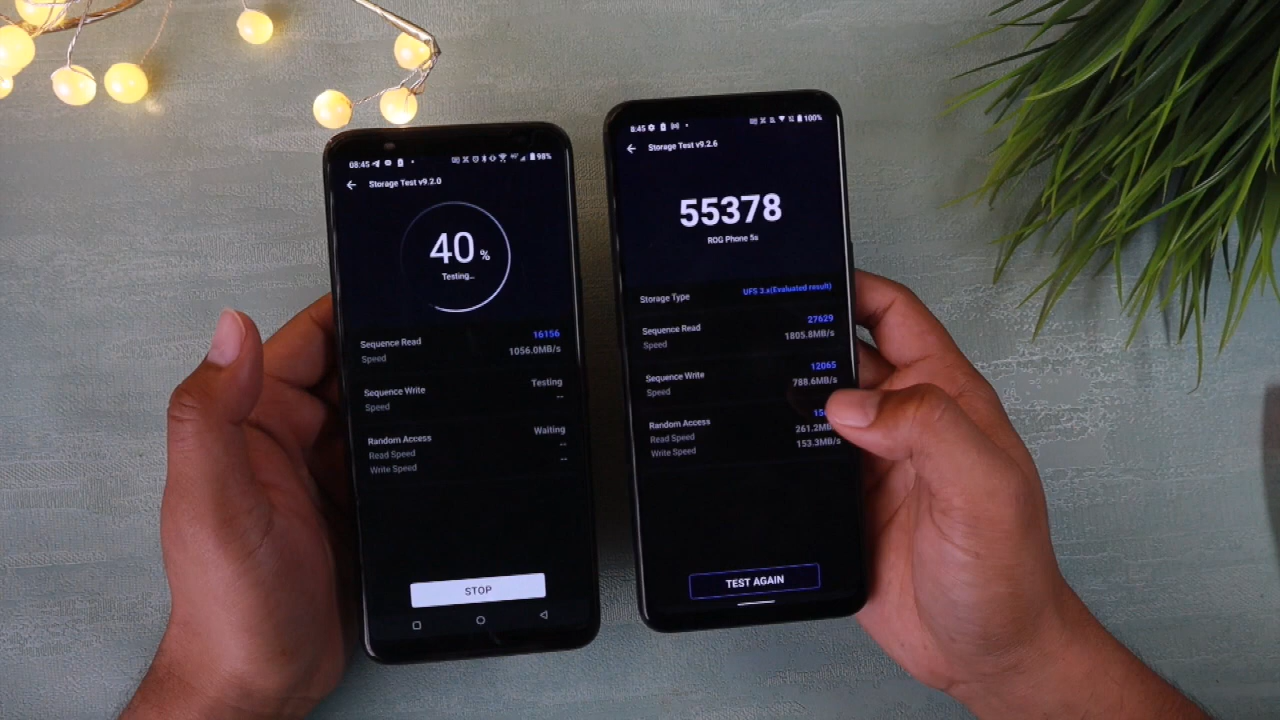 08:45
98%
Storage Test v9.2.0
40 %
Testing...
Sequence Read 16156
Speed 1056.0MB/s
Sequence Write Testing
Speed --
Random Access Waiting
Read Speed --
Write Speed --
STOP
8:45
100%
Storage Test v9.2.6
55378
ROG Phone 5s
Storage Type UFS 3.x(Evaluated result)
Sequence Read 27629
Speed 1805.8MB/s
Sequence Write 12065
Speed 788.6MB/s
Random Access
Read Speed 261.2MB/s
Write Speed 153.3MB/s
TEST AGAIN